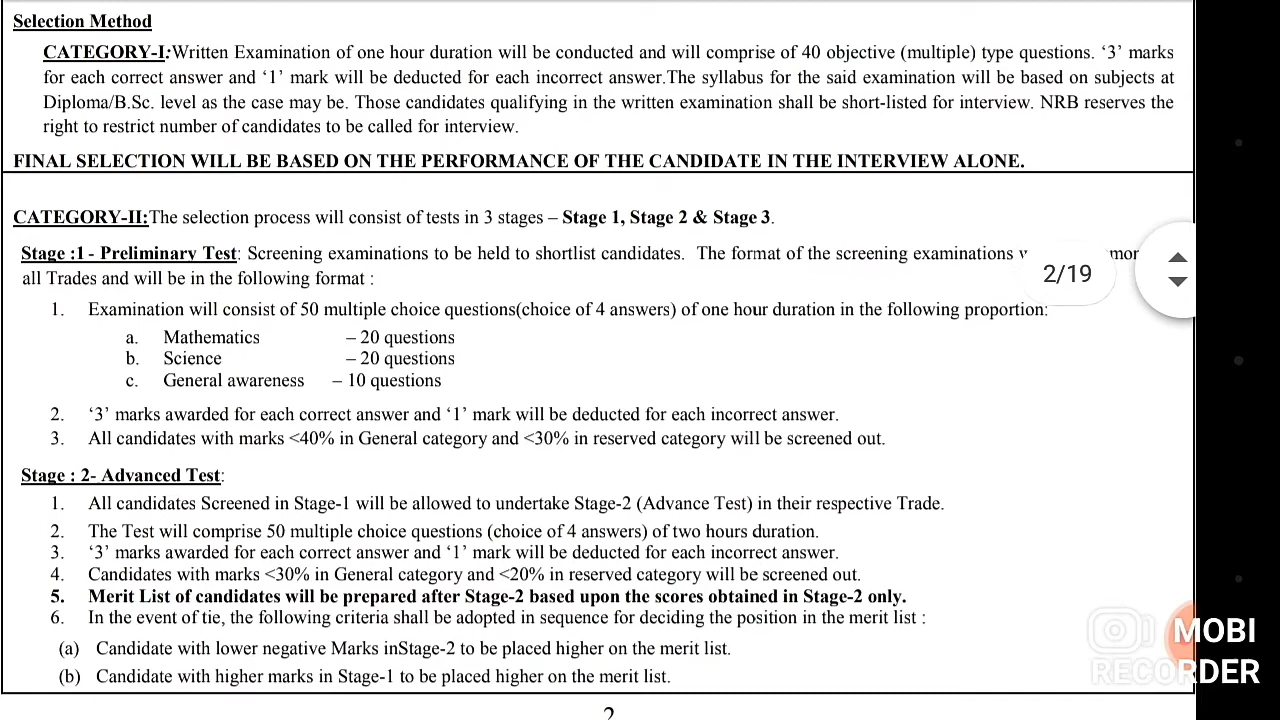 Selection Method
CATEGORY-I:Written Examination of one hour duration will be conducted and will comprise of 40 objective (multiple) type questions. ‘3’ marks
for each correct answer and ‘1’ mark will be deducted for each incorrect answer.The syllabus for the said examination will be based on subjects at
Diploma/B.Sc. level as the case may be. Those candidates qualifying in the written examination shall be short-listed for interview. NRB reserves the
right to restrict number of candidates to be called for interview.
FINAL SELECTION WILL BE BASED ON THE PERFORMANCE OF THE CANDIDATE IN THE INTERVIEW ALONE.
CATEGORY-II:The selection process will consist of tests in 3 stages – Stage 1, Stage 2 & Stage 3.
Stage :1 - Preliminary Test: Screening examinations to be held to shortlist candidates. The format of the screening examinations
all Trades and will be in the following format :
2/19
1. Examination will consist of 50 multiple choice questions(choice of 4 answers) of one hour duration in the following proportion:
a. Mathematics – 20 questions
b. Science – 20 questions
c. General awareness – 10 questions
2. ‘3’ marks awarded for each correct answer and ‘1’ mark will be deducted for each incorrect answer.
3. All candidates with marks <40% in General category and <30% in reserved category will be screened out.
Stage : 2- Advanced Test:
1. All candidates Screened in Stage-1 will be allowed to undertake Stage-2 (Advance Test) in their respective Trade.
2. The Test will comprise 50 multiple choice questions (choice of 4 answers) of two hours duration.
3. ‘3’ marks awarded for each correct answer and ‘1’ mark will be deducted for each incorrect answer.
4. Candidates with marks <30% in General category and <20% in reserved category will be screened out.
5. Merit List of candidates will be prepared after Stage-2 based upon the scores obtained in Stage-2 only.
6. In the event of tie, the following criteria shall be adopted in sequence for deciding the position in the merit list :
(a) Candidate with lower negative Marks inStage-2 to be placed higher on the merit list.
(b) Candidate with higher marks in Stage-1 to be placed higher on the merit list.
MOBI
RECORDER
2